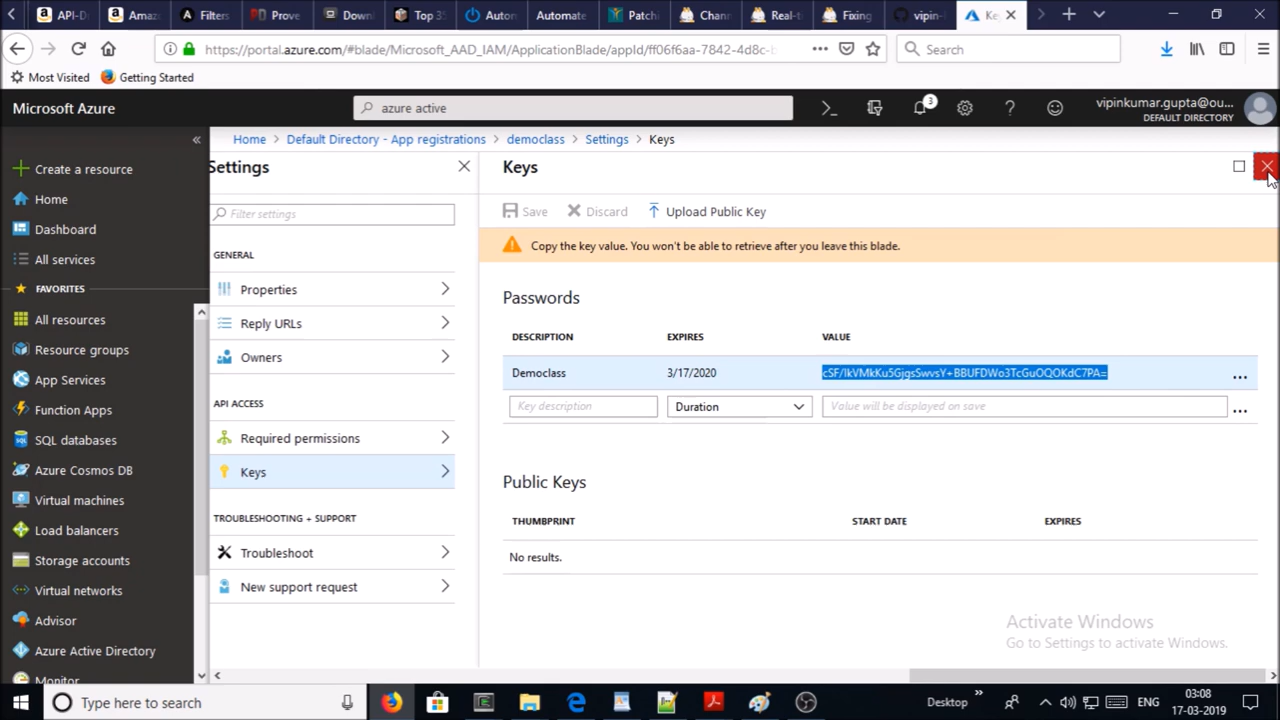 API-D
Amaz
Filters
Prove
Downl
Top 3
Auton
Automate
Patchi
Chann
Real-ti
Fixing
vipin-
Ke
https://portal.azure.com/#blade/Microsoft_AAD_IAM/ApplicationBlade/appId/ff06f6aa-7842-4d8c-b
Search
Most Visited
Getting Started
Microsoft Azure
azure active
3
vipinkumar.gupta@ou...
DEFAULT DIRECTORY
Home
Default Directory - App registrations
democlass
Settings
Keys
Create a resource
Home
Dashboard
All services
FAVORITES
All resources
Resource groups
App Services
Function Apps
SQL databases
Azure Cosmos DB
Virtual machines
Load balancers
Storage accounts
Virtual networks
Advisor
Azure Active Directory
Monitor
Settings
Filter settings
GENERAL
Properties
Reply URLs
Owners
API ACCESS
Required permissions
Keys
TROUBLESHOOTING + SUPPORT
Troubleshoot
New support request
Keys
Save
Discard
Upload Public Key
Copy the key value. You won't be able to retrieve after you leave this blade.
Passwords
DESCRIPTION EXPIRES VALUE
Democlass 3/17/2020 cSF/IkVMkKu5GjgsSwvsY+BBUFDWo3TcGuOQOKdC7PA=
Key description Duration Value will be displayed on save
Public Keys
THUMBPRINT START DATE EXPIRES
No results.
Activate Windows
Go to Settings to activate Windows.
Type here to search
Desktop
ENG
03:08
17-03-2019